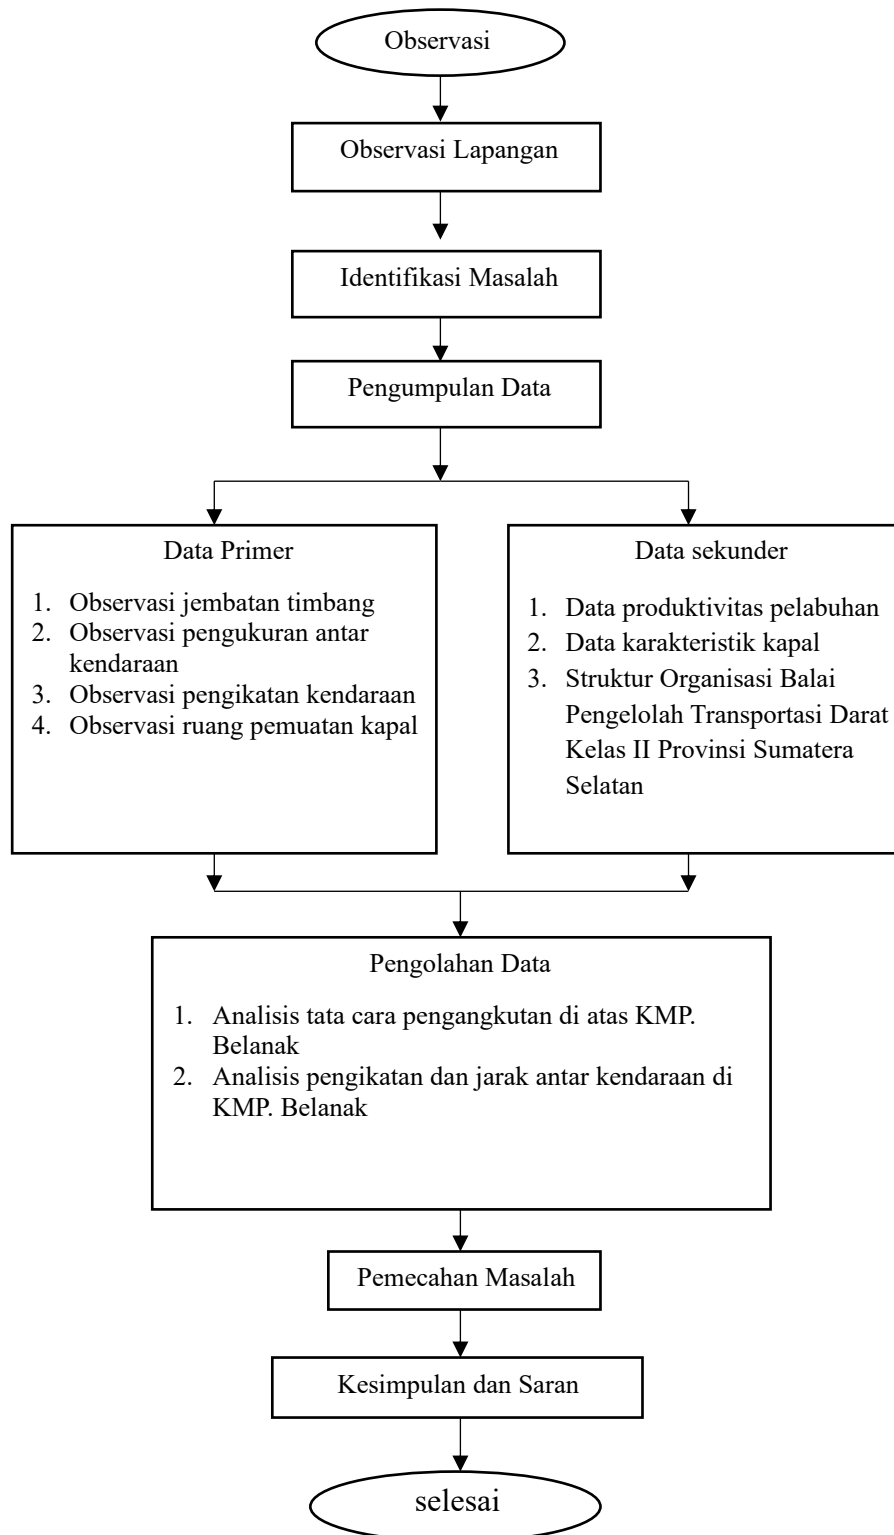 Observasi
Observasi Lapangan
Identifikasi Masalah
Pengumpulan Data
Data Primer
1. Observasi jembatan timbang
2. Observasi pengukuran antar
kendaraan
3. Observasi pengikatan kendaraan
4. Observasi ruang pemuatan kapal
Data sekunder
1. Data produktivitas pelabuhan
2. Data karakteristik kapal
3. Struktur Organisasi Balai
Pengelolah Transportasi Darat
Kelas II Provinsi Sumatera
Selatan
Pengolahan Data
1. Analisis tata cara pengangkutan di atas KMP.
Belanak
2. Analisis pengikatan dan jarak antar kendaraan di
KMP. Belanak
Pemecahan Masalah
Kesimpulan dan Saran
selesai